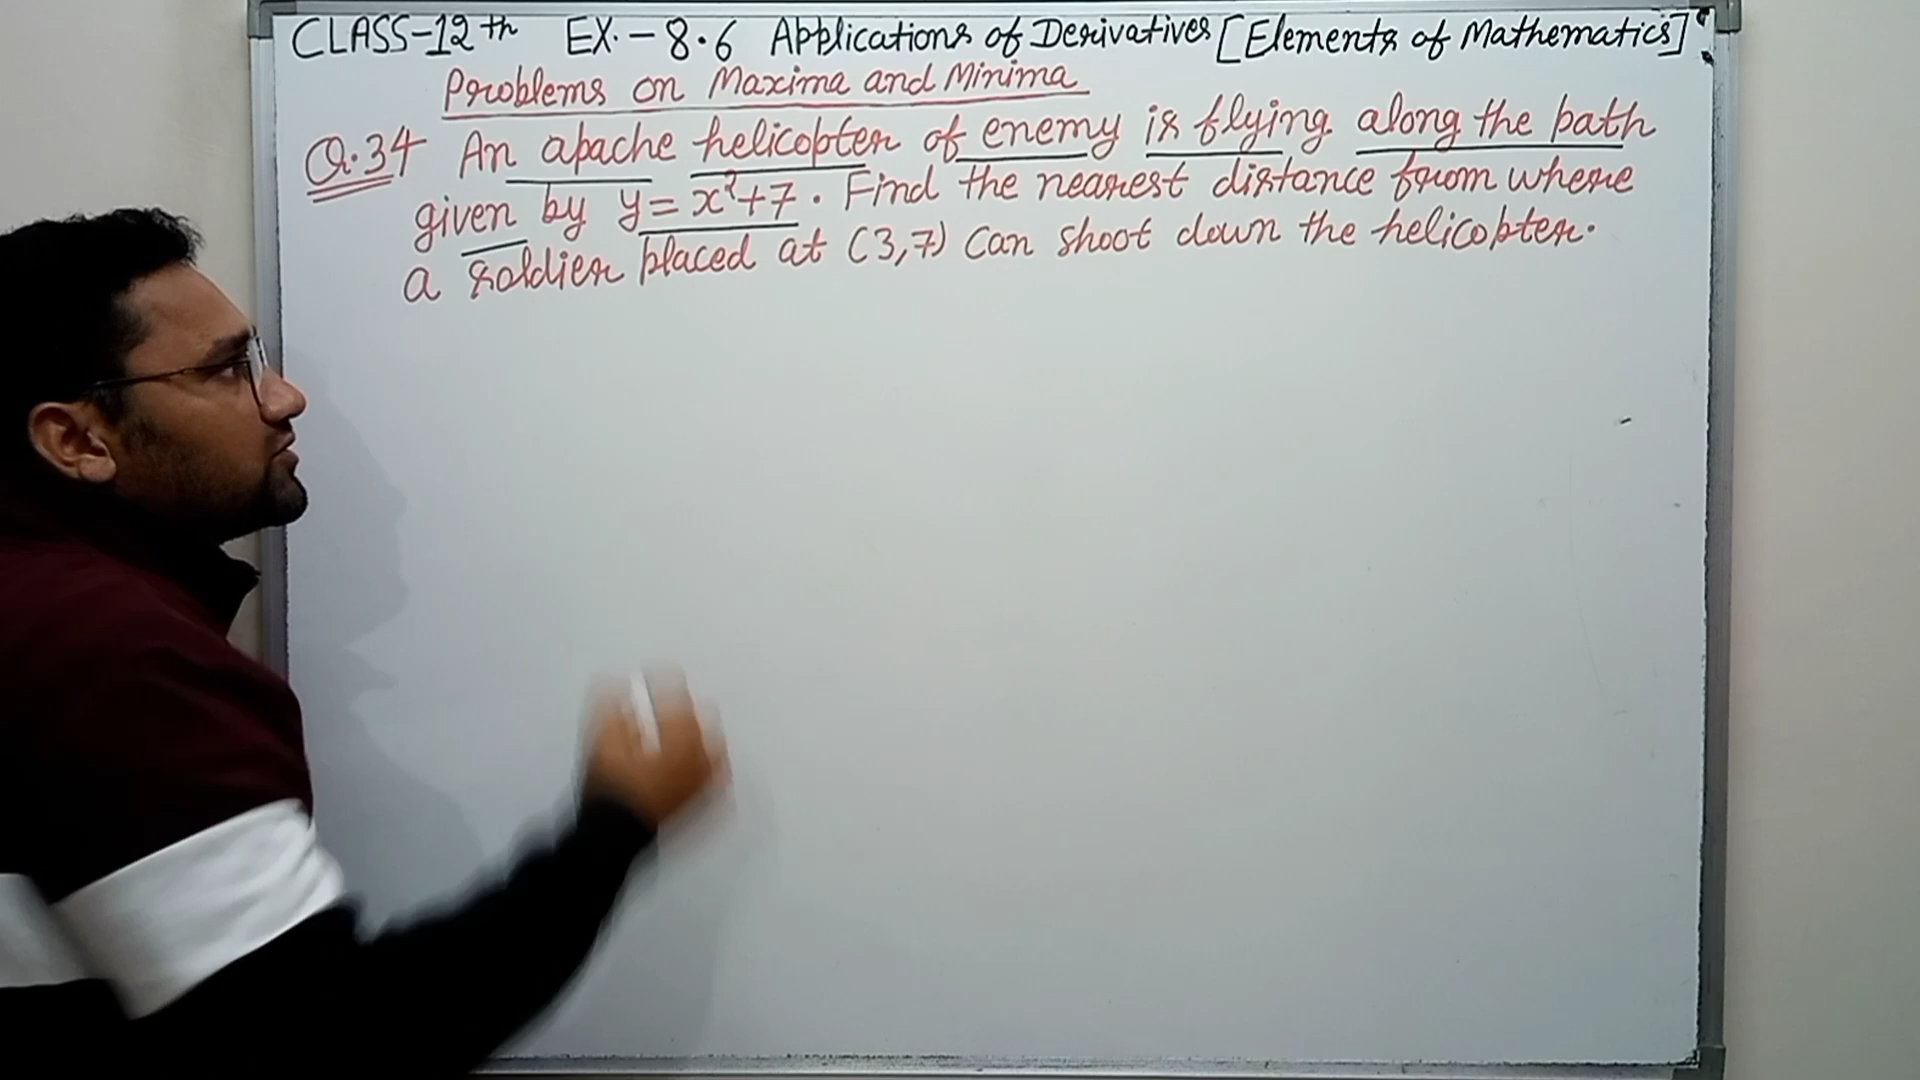 CLASS-12th EX.-8.6 Applications of Derivatives [Elements of Mathematics]
Problems on Maxima and Minima
Q.34 An apache helicopter of enemy is flying along the path
given by y = x²+7. Find the nearest distance from where
a soldier placed at (3,7) can shoot down the helicopter.